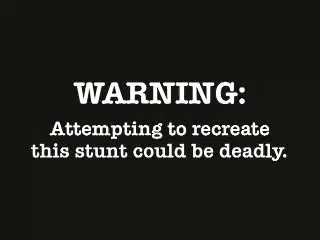 WARNING:
Attempting to recreate
this stunt could be deadly.